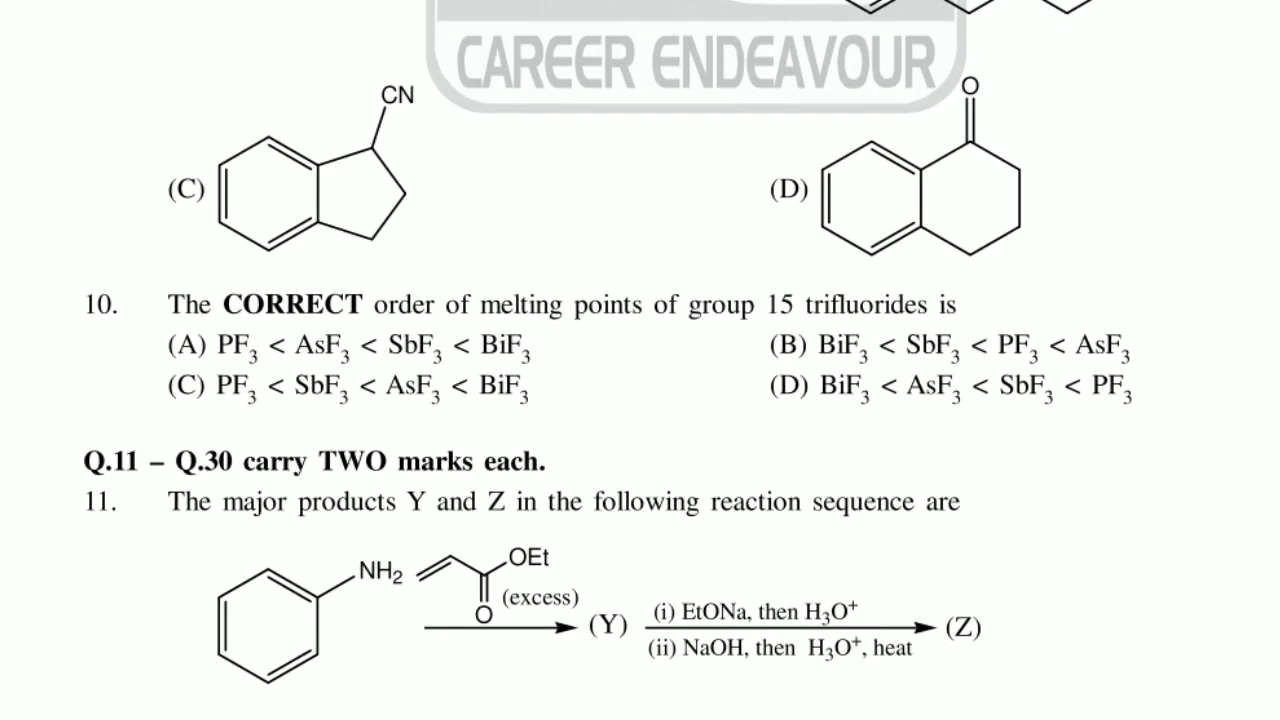 CAREER ENDEAVOUR
CN
O
(C)
(D)
10. The CORRECT order of melting points of group 15 trifluorides is
(A) PF₃ < AsF₃ < SbF₃ < BiF₃ (B) BiF₃ < SbF₃ < PF₃ < AsF₃
(C) PF₃ < SbF₃ < AsF₃ < BiF₃ (D) BiF₃ < AsF₃ < SbF₃ < PF₃
Q.11 – Q.30 carry TWO marks each.
11. The major products Y and Z in the following reaction sequence are
NH₂
OEt
O
(excess)
(Y)
(i) EtONa, then H₃O⁺
(ii) NaOH, then H₃O⁺, heat
(Z)